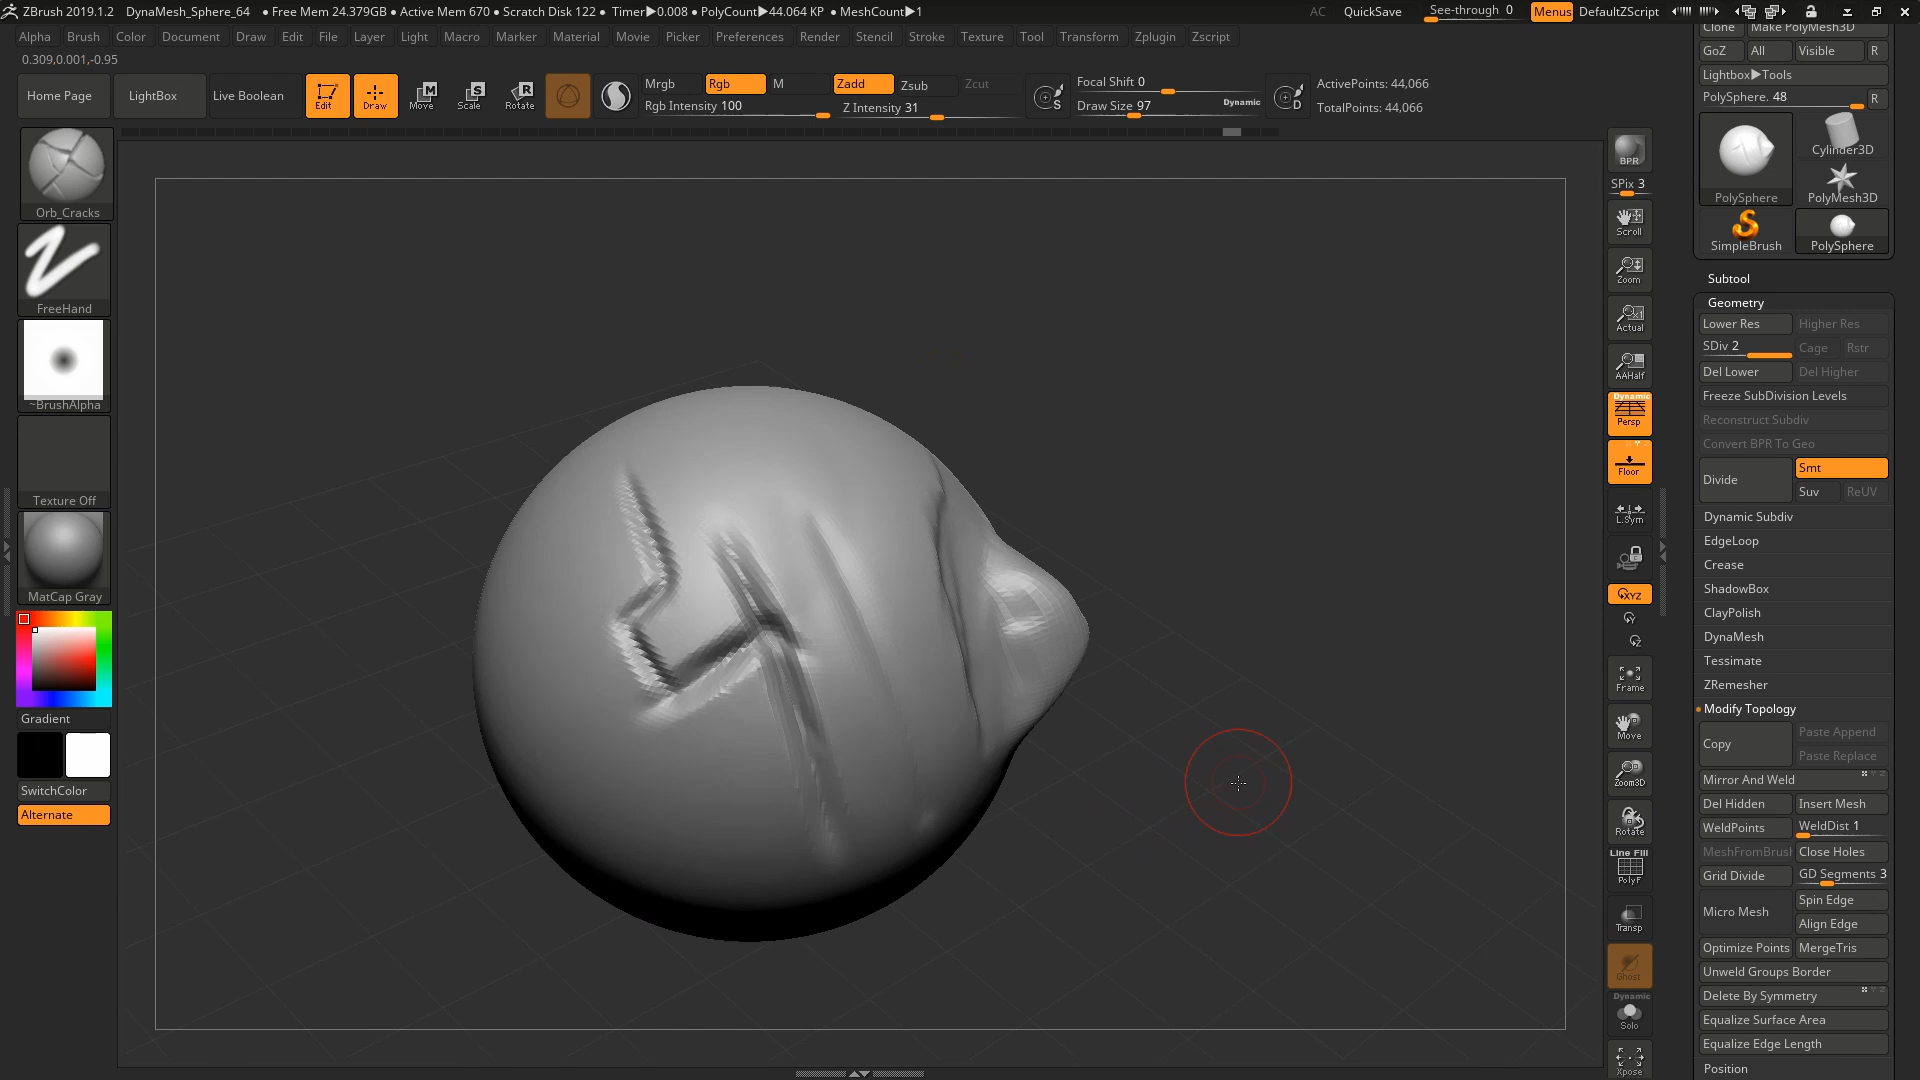 ZBrush 2019.1.2 DynaMesh_Sphere_64 ● Free Mem 24.379GB ● Active Mem 670 ● Scratch Disk 122 ● Timer▶0.008 ● PolyCount▶44.064 KP ● MeshCount▶1 AC QuickSave See-through 0 Menus DefaultZScript
Alpha Brush Color Document Draw Edit File Layer Light Macro Marker Material Movie Picker Preferences Render Stencil Stroke Texture Tool Transform Zplugin Zscript
0.309,0.001,-0.95
Home Page LightBox Live Boolean Edit Draw Move Scale Rotate
Mrgb Rgb M Zadd Zsub Zcut
Rgb Intensity 100 Z Intensity 31
Focal Shift 0
Draw Size 97 Dynamic
ActivePoints: 44,066
TotalPoints: 44,066
Orb_Cracks
FreeHand
~BrushAlpha
Texture Off
MatCap Gray
Gradient
SwitchColor
Alternate
BPR
SPix 3
Scroll
Zoom
Actual
AAHalf
Dynamic
Persp
Floor
L.Sym
XYZ
Y
Z
Frame
Move
Zoom3D
Rotate
Line Fill
PolyF
Transp
Ghost
Dynamic
Solo
Xpose
Clone Make PolyMesh3D
GoZ All Visible R
Lightbox▶Tools
PolySphere. 48 R
PolySphere Cylinder3D
PolyMesh3D
SimpleBrush PolySphere
Subtool
Geometry
Lower Res Higher Res
SDiv 2 Cage Rstr
Del Lower Del Higher
Freeze SubDivision Levels
Reconstruct Subdiv
Convert BPR To Geo
Divide Smt
Suv ReUV
Dynamic Subdiv
EdgeLoop
Crease
ShadowBox
ClayPolish
DynaMesh
Tessimate
ZRemesher
Modify Topology
Copy Paste Append
Paste Replace
Mirror And Weld
Del Hidden Insert Mesh
WeldPoints WeldDist 1
MeshFromBrush Close Holes
Grid Divide GD Segments 3
Micro Mesh Spin Edge
Align Edge
Optimize Points MergeTris
Unweld Groups Border
Delete By Symmetry
Equalize Surface Area
Equalize Edge Length
Position